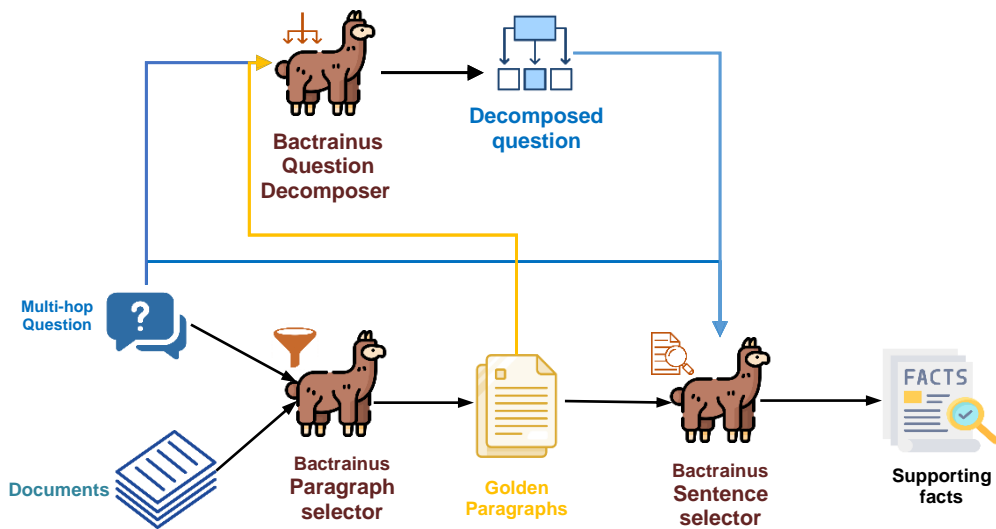 Bactrainus
Question
Decomposer
Decomposed
question
Multi-hop
Question
?
Documents
Bactrainus
Paragraph
selector
Golden
Paragraphs
Bactrainus
Sentence
selector
FACTS
Supporting
facts